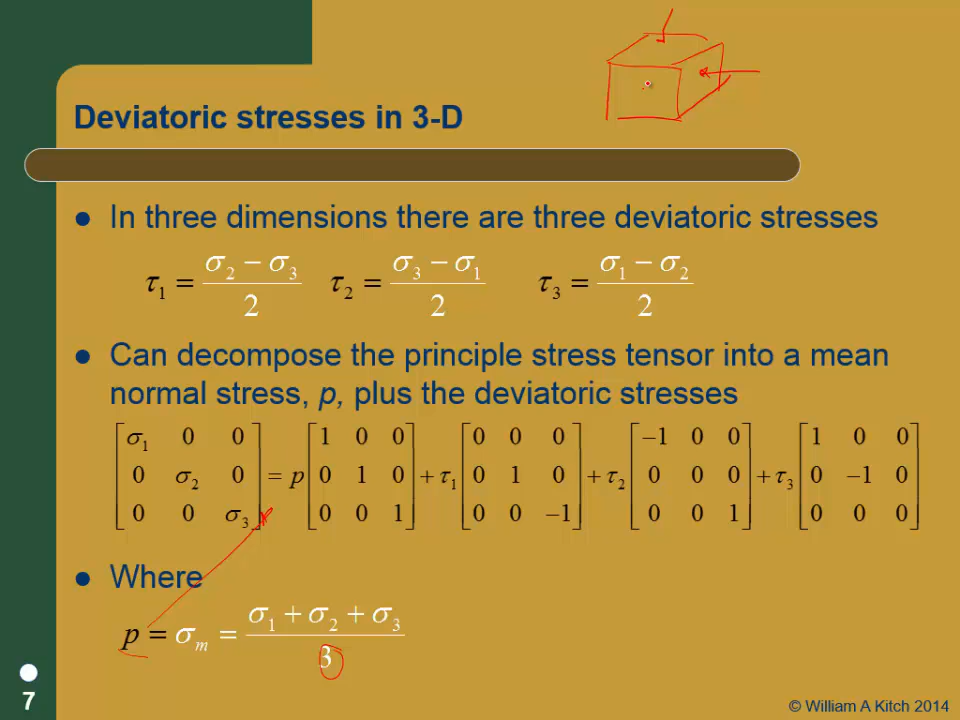 Deviatoric stresses in 3-D
● In three dimensions there are three deviatoric stresses
τ₁ = (σ₂ − σ₃)/2   τ₂ = (σ₃ − σ₁)/2   τ₃ = (σ₁ − σ₂)/2
● Can decompose the principle stress tensor into a mean
normal stress, p, plus the deviatoric stresses
[σ₁ 0 0; 0 σ₂ 0; 0 0 σ₃] = p[1 0 0; 0 1 0; 0 0 1] + τ₁[0 0 0; 0 1 0; 0 0 −1] + τ₂[−1 0 0; 0 0 0; 0 0 1] + τ₃[1 0 0; 0 −1 0; 0 0 0]
● Where
p = σₘ = (σ₁ + σ₂ + σ₃)/3
7
© William A Kitch 2014